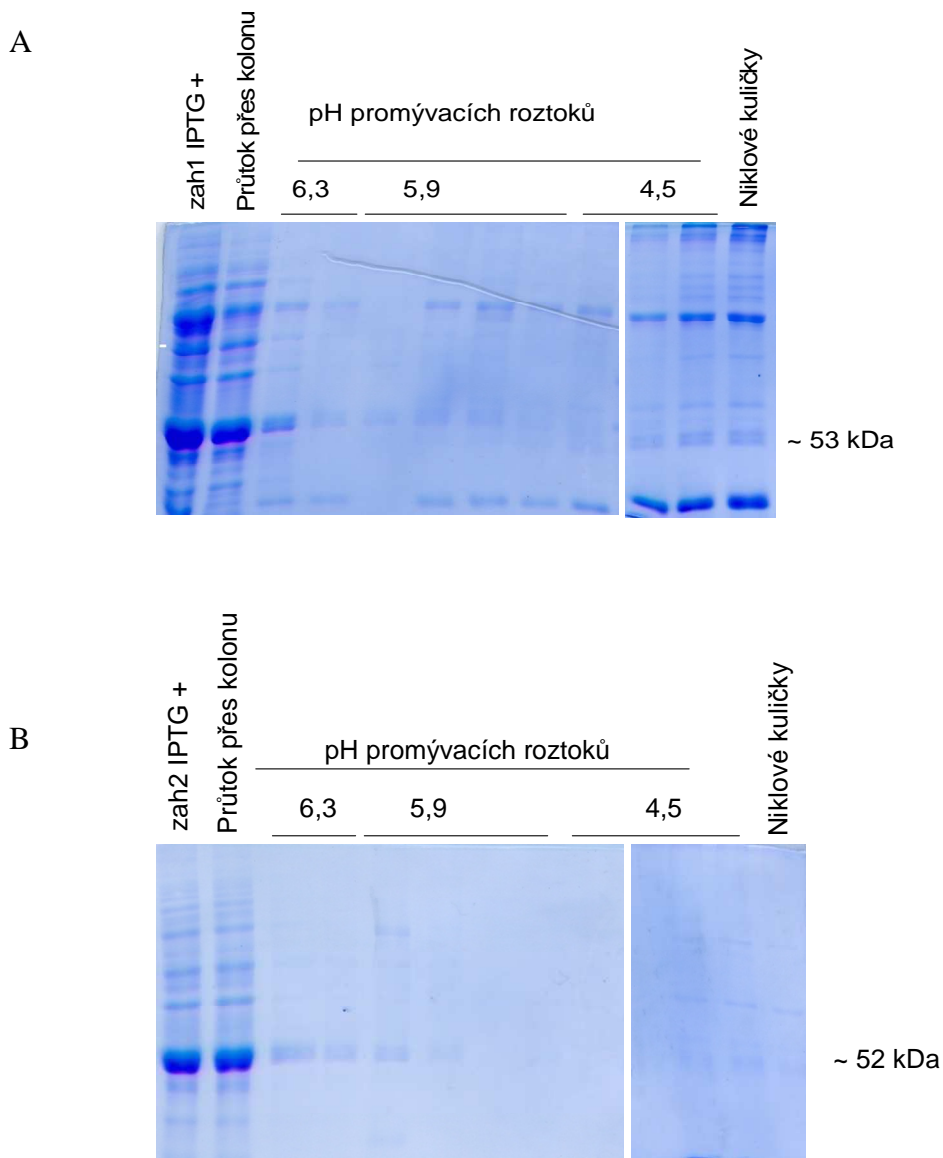 A
zah1 IPTG +
Průtok přes kolonu
pH promývacích roztoků
Niklové kuličky
6,3
5,9
4,5
~ 53 kDa
B
zah2 IPTG +
Průtok přes kolonu
pH promývacích roztoků
Niklové kuličky
6,3
5,9
4,5
~ 52 kDa